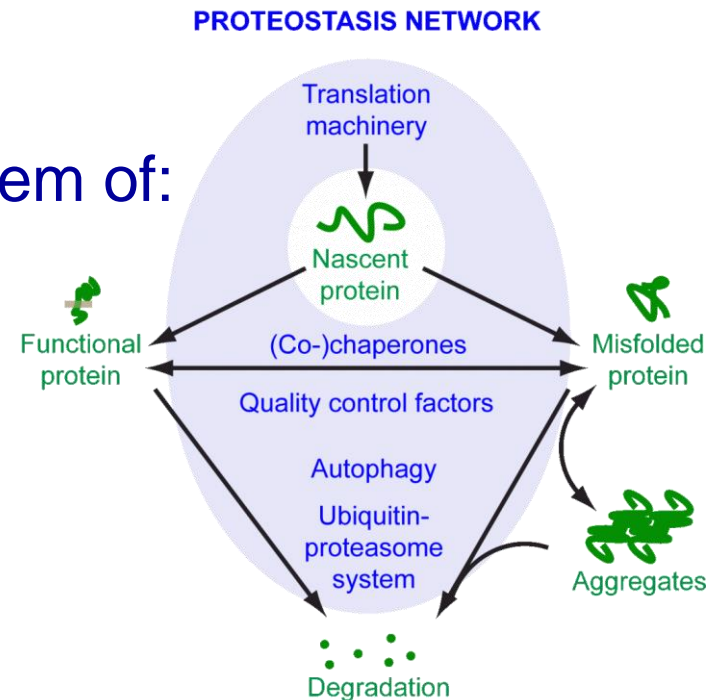 PROTEOSTASIS NETWORK
Translation
machinery
em of:
Nascent
protein
Functional
protein
(Co-)chaperones
Misfolded
protein
Quality control factors
Autophagy
Ubiquitin-
proteasome
system
Aggregates
Degradation